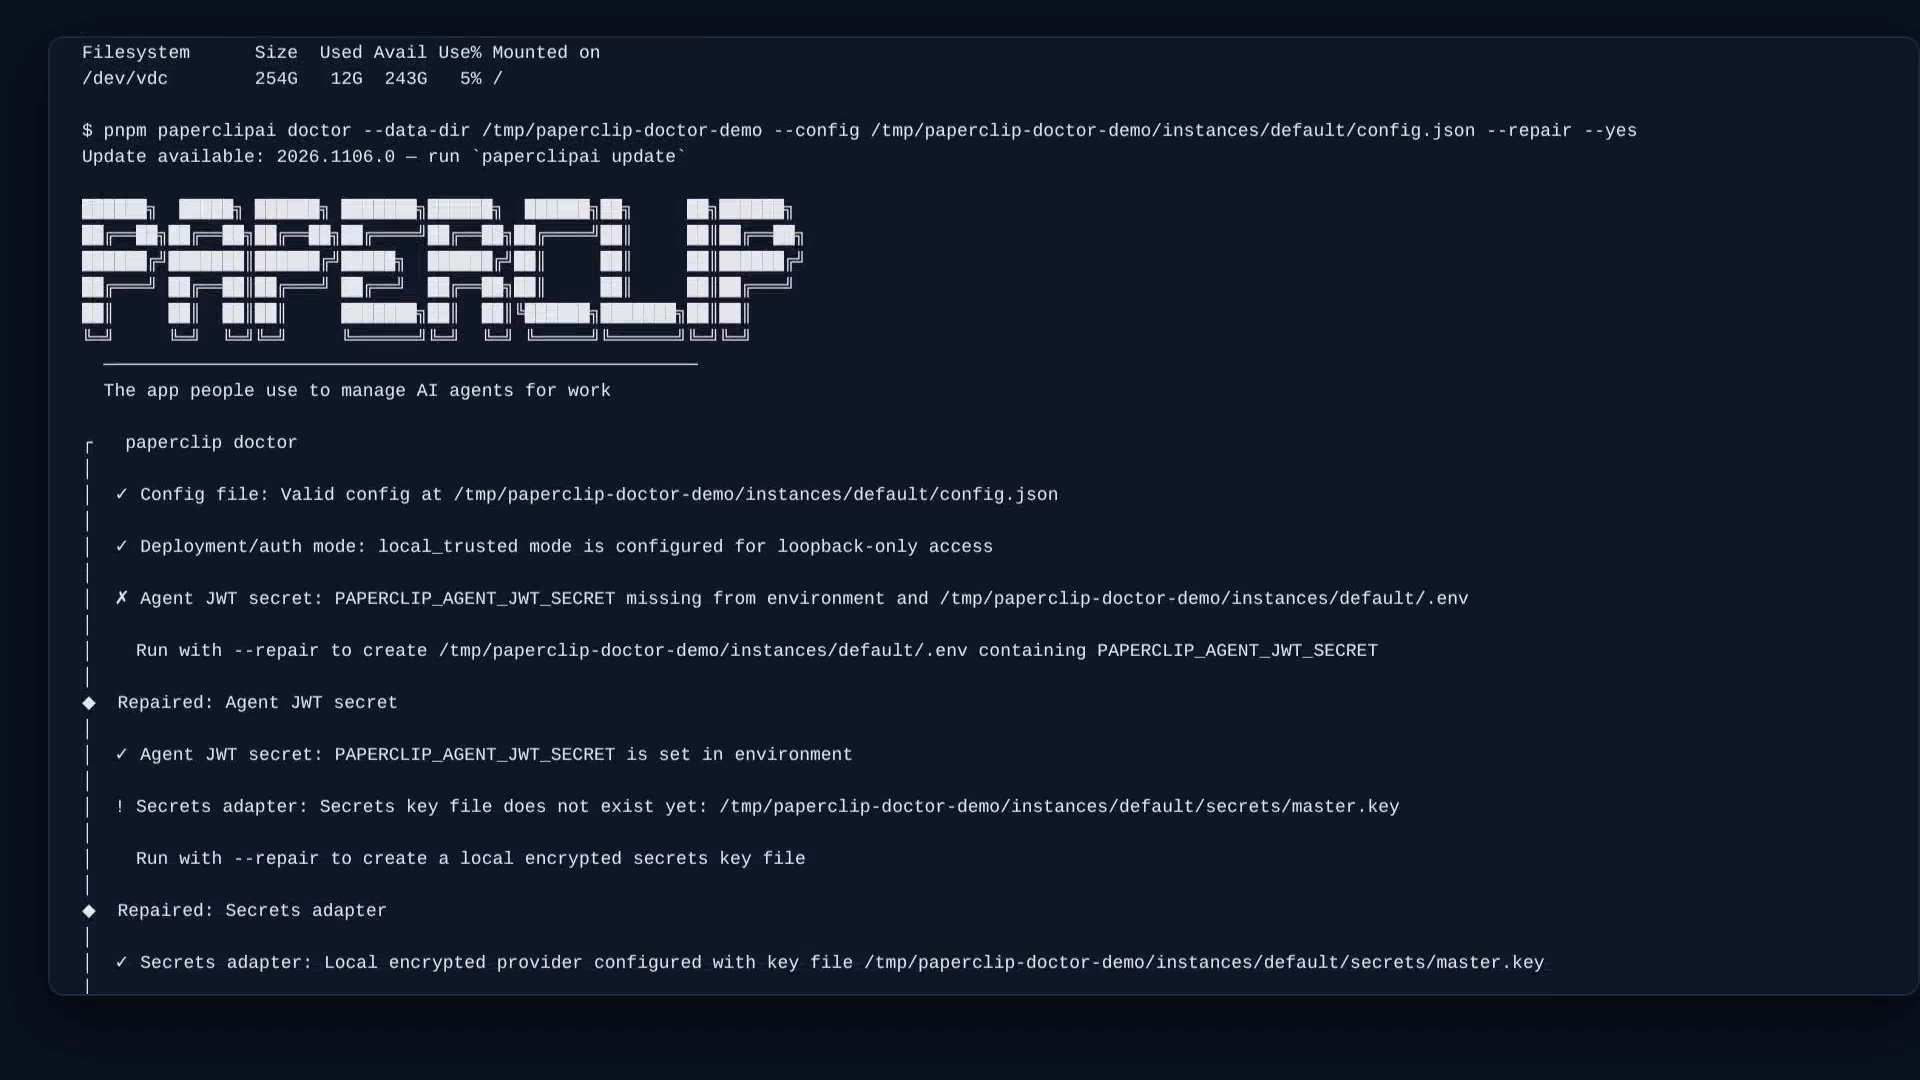 Filesystem      Size  Used Avail Use% Mounted on
/dev/vdc        254G   12G  243G   5% /
$ pnpm paperclipai doctor --data-dir /tmp/paperclip-doctor-demo --config /tmp/paperclip-doctor-demo/instances/default/config.json --repair --yes
Update available: 2026.1106.0 — run `paperclipai update`
PAPERCLIP
The app people use to manage AI agents for work
paperclip doctor
✓ Config file: Valid config at /tmp/paperclip-doctor-demo/instances/default/config.json
✓ Deployment/auth mode: local_trusted mode is configured for loopback-only access
✗ Agent JWT secret: PAPERCLIP_AGENT_JWT_SECRET missing from environment and /tmp/paperclip-doctor-demo/instances/default/.env
Run with --repair to create /tmp/paperclip-doctor-demo/instances/default/.env containing PAPERCLIP_AGENT_JWT_SECRET
◆ Repaired: Agent JWT secret
✓ Agent JWT secret: PAPERCLIP_AGENT_JWT_SECRET is set in environment
! Secrets adapter: Secrets key file does not exist yet: /tmp/paperclip-doctor-demo/instances/default/secrets/master.key
Run with --repair to create a local encrypted secrets key file
◆ Repaired: Secrets adapter
✓ Secrets adapter: Local encrypted provider configured with key file /tmp/paperclip-doctor-demo/instances/default/secrets/master.key